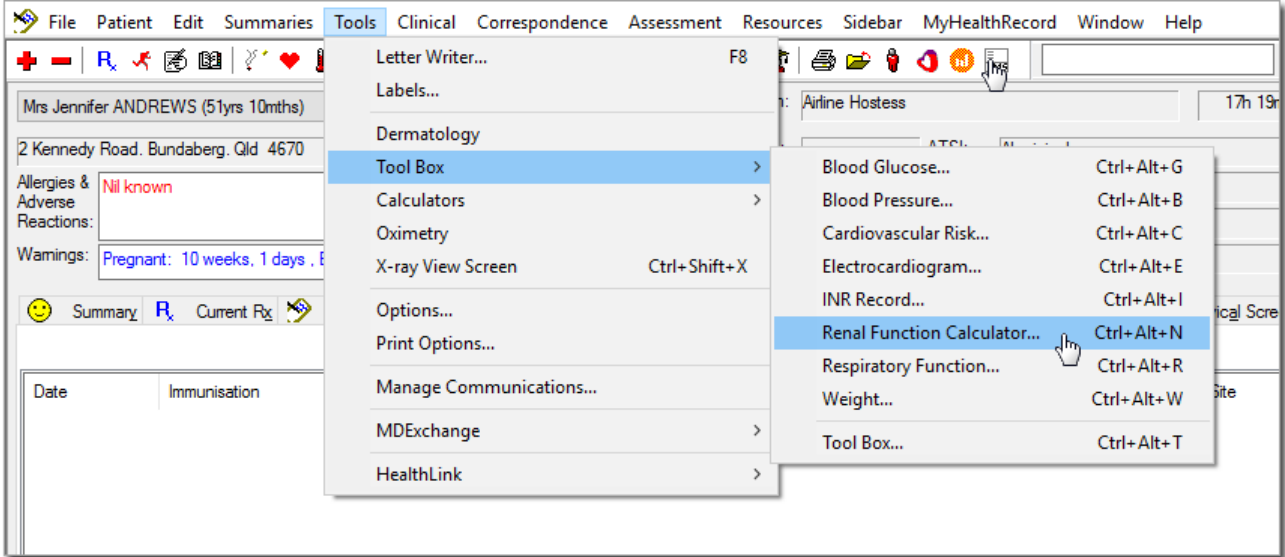 File Patient Edit Summaries Tools Clinical Correspondence Assessment Resources Sidebar MyHealthRecord Window Help
Mrs Jennifer ANDREWS (51yrs 10mths)
Airline Hostess
17h 19m
2 Kennedy Road. Bundaberg. Qld 4670
Allergies & Adverse Reactions:
Nil known
Warnings:
Pregnant: 10 weeks, 1 days ,
Summary
Current Rx
Date Immunisation
Letter Writer... F8
Labels...
Dermatology
Tool Box >
Calculators >
Oximetry
X-ray View Screen Ctrl+Shift+X
Options...
Print Options...
Manage Communications...
MDExchange >
HealthLink >
Blood Glucose... Ctrl+Alt+G
Blood Pressure... Ctrl+Alt+B
Cardiovascular Risk... Ctrl+Alt+C
Electrocardiogram... Ctrl+Alt+E
INR Record... Ctrl+Alt+I
Renal Function Calculator... Ctrl+Alt+N
Respiratory Function... Ctrl+Alt+R
Weight... Ctrl+Alt+W
Tool Box... Ctrl+Alt+T